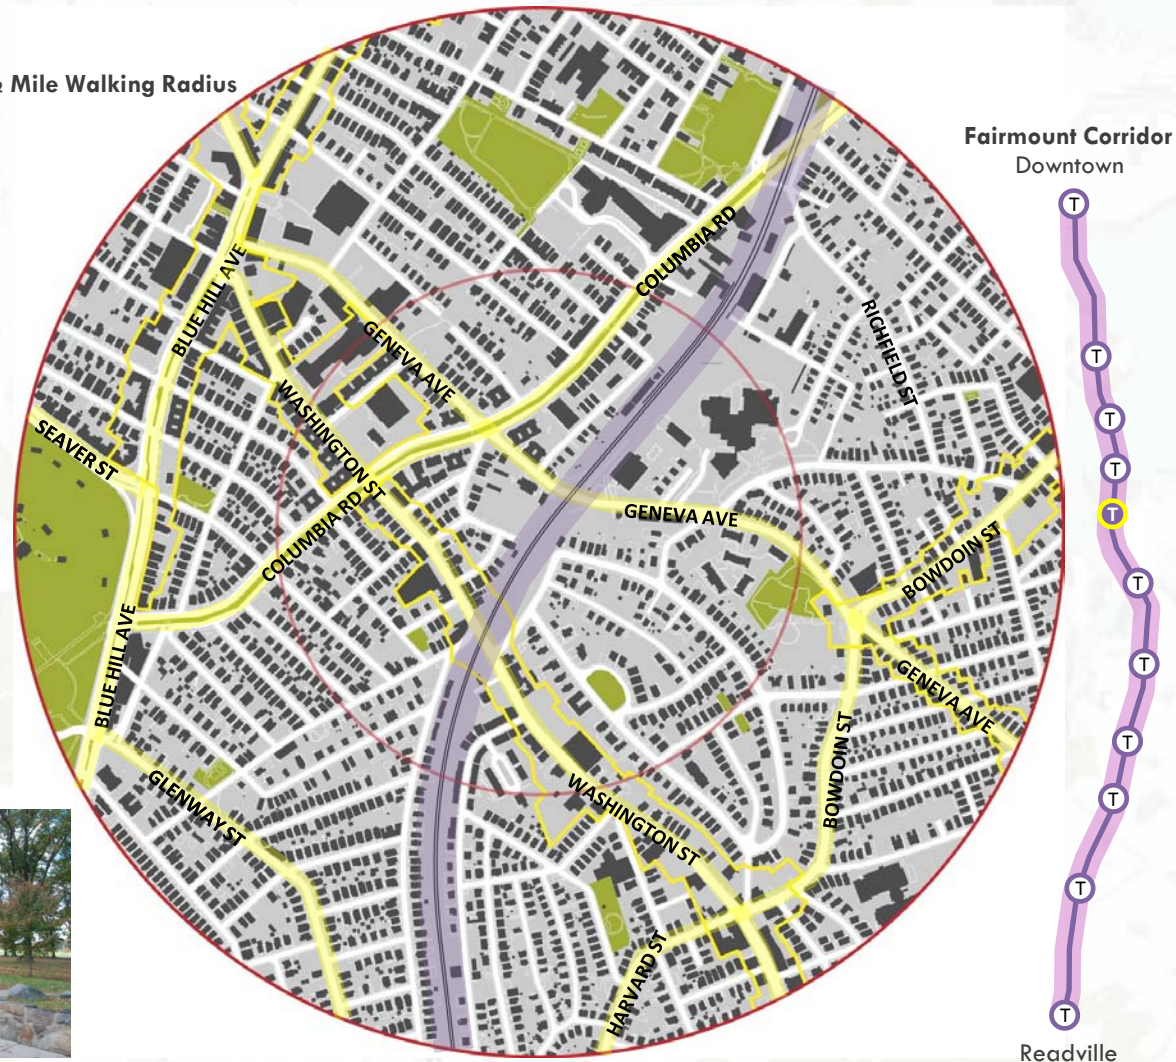 Mile Walking Radius
COLUMBIA RD
BLUE HILL AVE
GENEVA AVE
RICHFIELD ST
WASHINGTON ST
SEAVER ST
COLUMBIA RD
GENEVA AVE
BOWDOIN ST
BLUE HILL AVE
GENEVA AVE
BOWDOIN ST
GLENWAY ST
WASHINGTON ST
HARVARD ST
Fairmount Corridor
Downtown
T
T
T
T
T
T
T
T
T
T
T
Readville